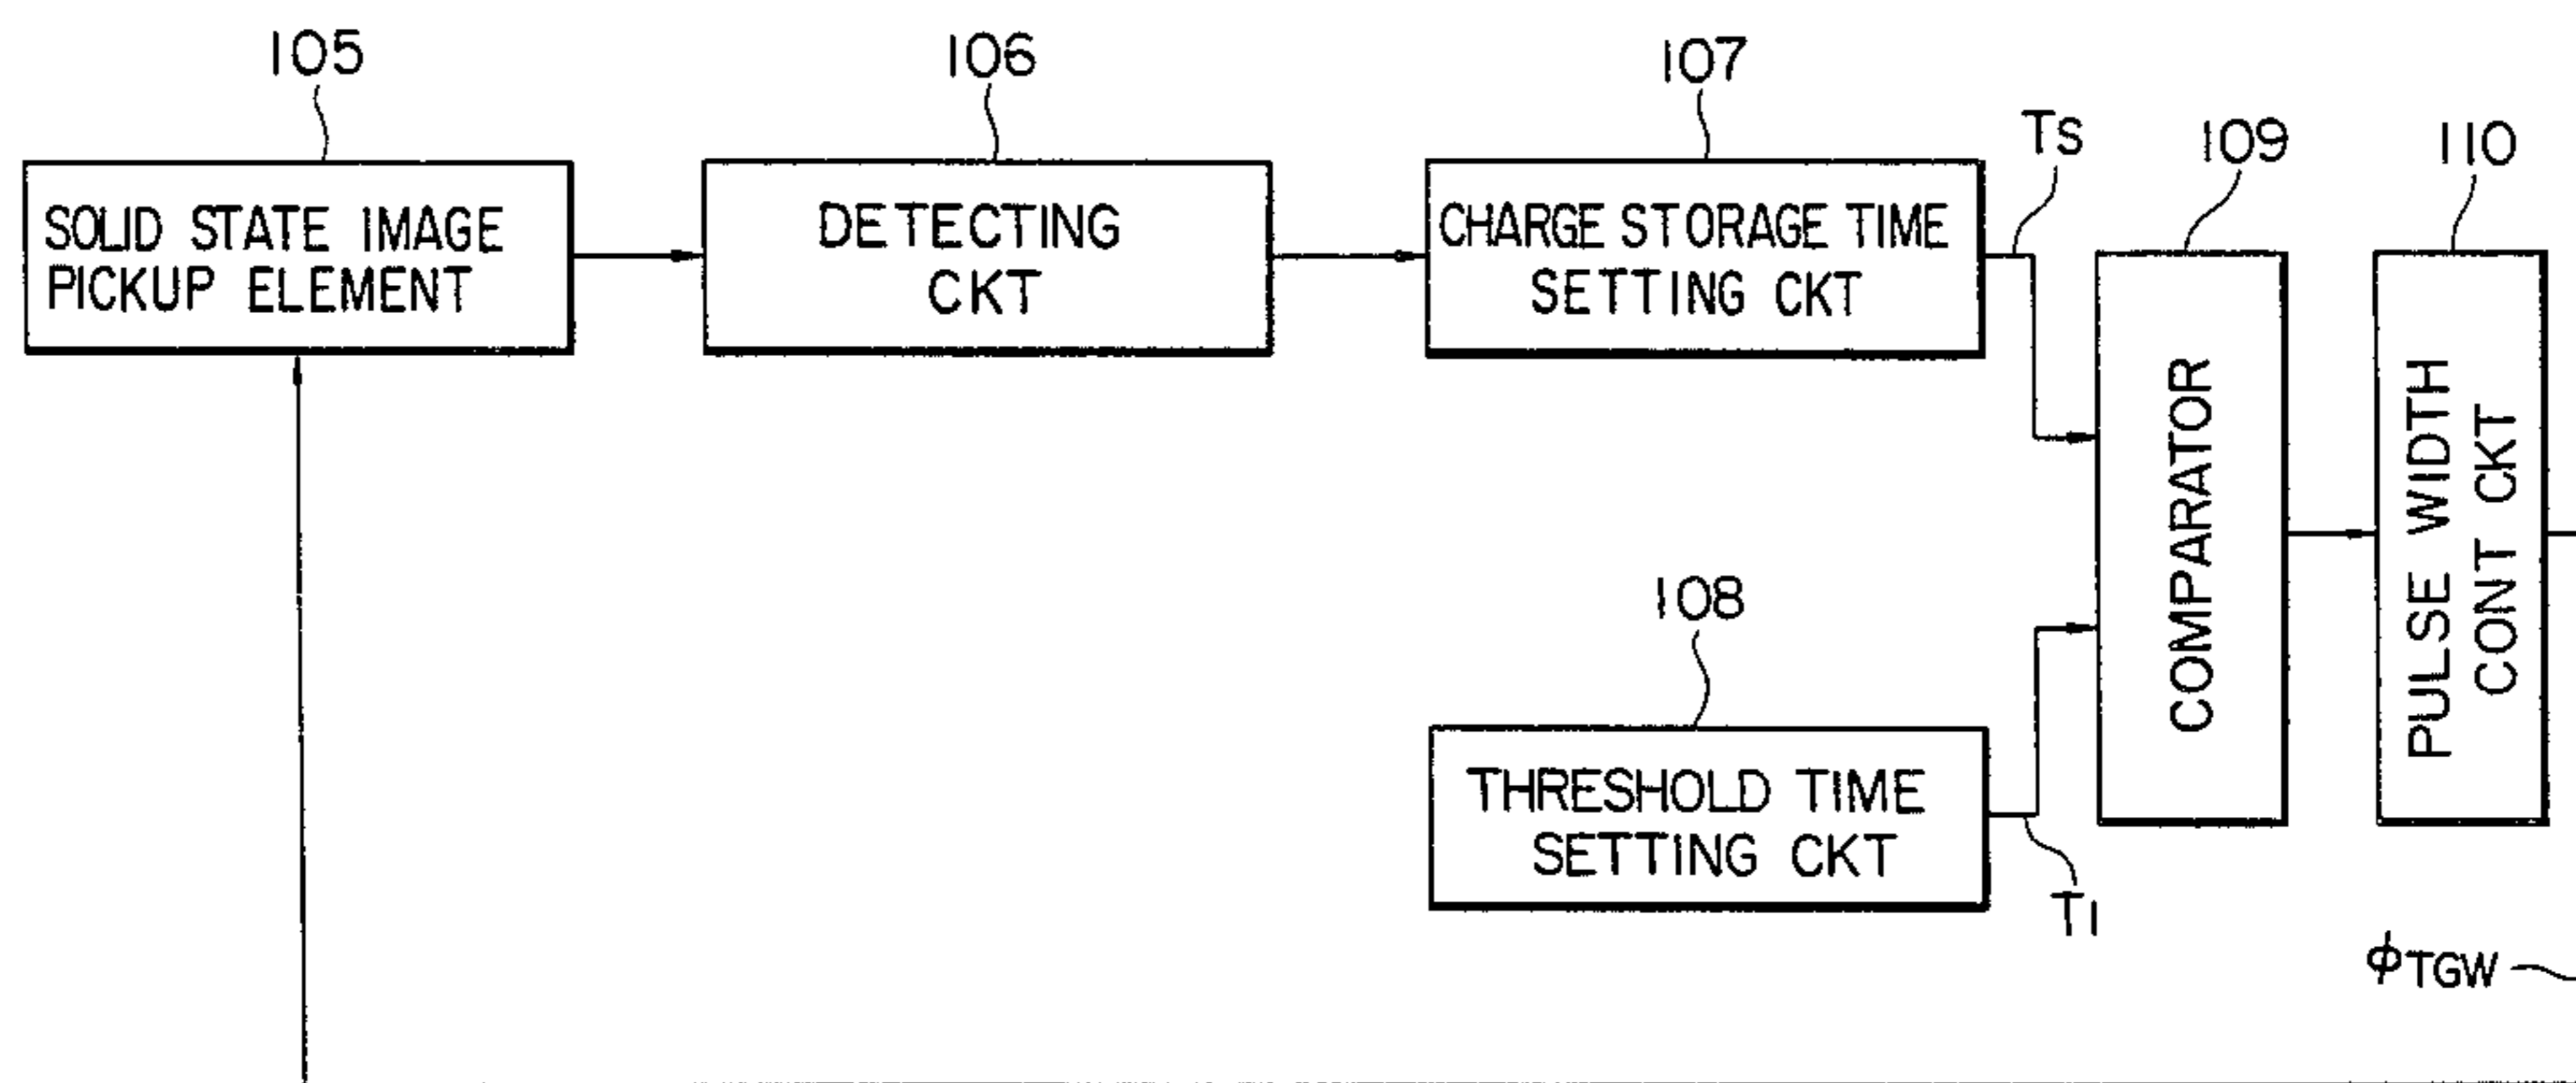 105
106
107
TS
109
110
SOLID STATE IMAGE
PICKUP ELEMENT
DETECTING
CKT
CHARGE STORAGE TIME
SETTING CKT
COMPARATOR
PULSE WIDTH
CONT CKT
108
THRESHOLD TIME
SETTING CKT
T1
ϕTGW